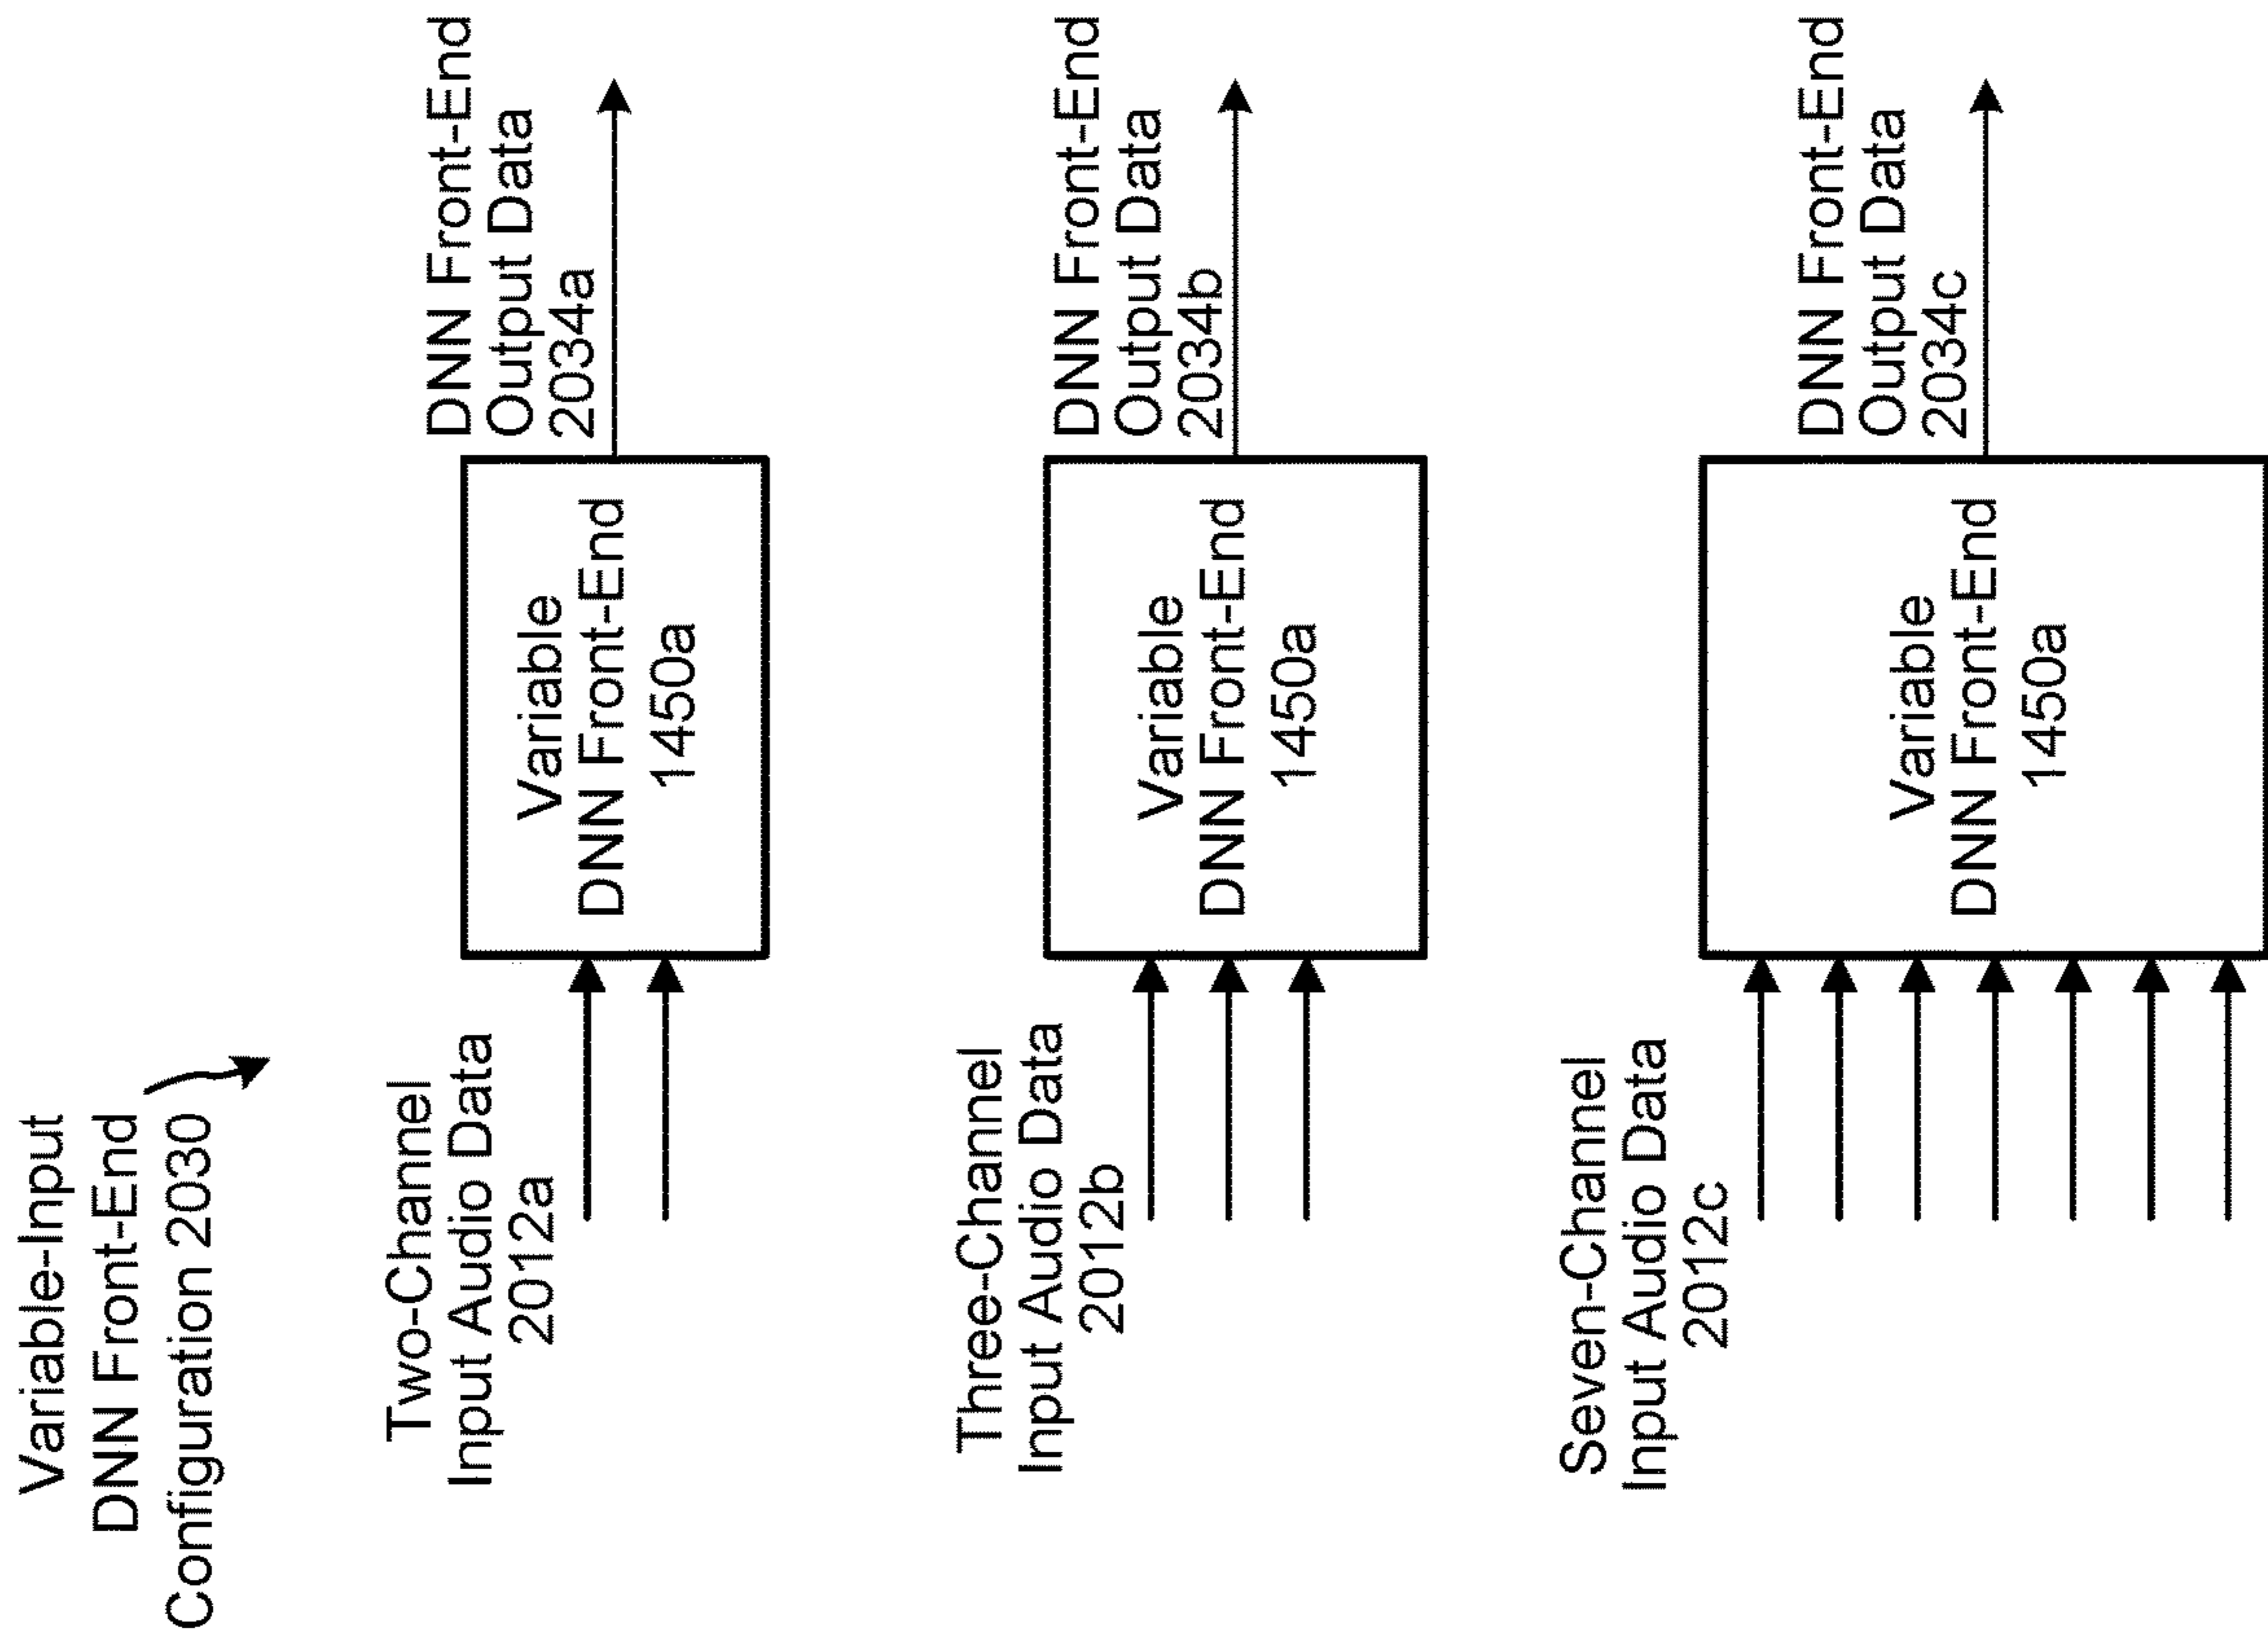 Variable-Input
DNN Front-End
Configuration 2030
Two-Channel
Input Audio Data
2012a
Variable
DNN Front-End
1450a
DNN Front-End
Output Data
2034a
Three-Channel
Input Audio Data
2012b
Variable
DNN Front-End
1450a
DNN Front-End
Output Data
2034b
Seven-Channel
Input Audio Data
2012c
Variable
DNN Front-End
1450a
DNN Front-End
Output Data
2034c